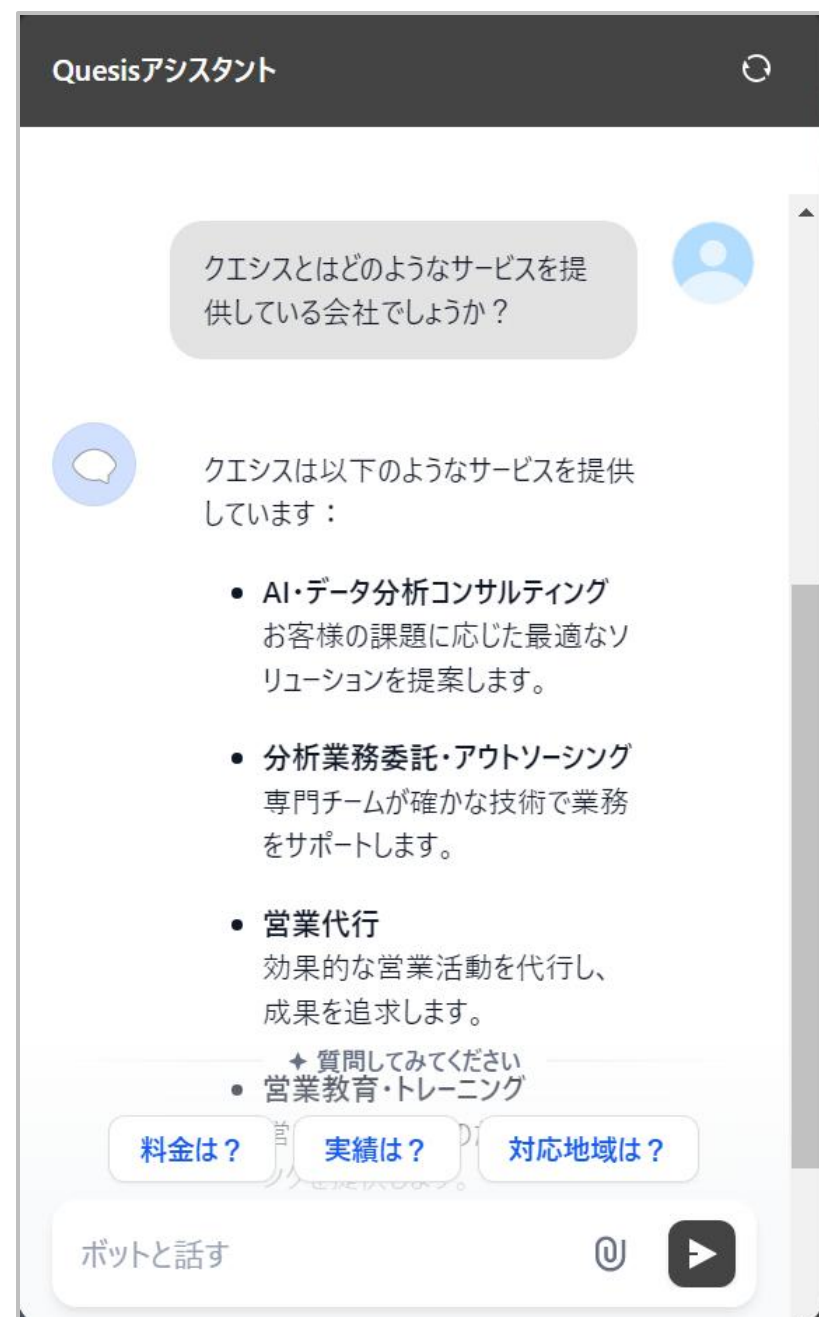 Quesisアシスタント
クエシスとはどのようなサービスを提
供している会社でしょうか？
クエシスは以下のようなサービスを提供
しています：
• AI・データ分析コンサルティング
お客様の課題に応じた最適なソ
リューションを提案します。
• 分析業務委託・アウトソーシング
専門チームが確かな技術で業務
をサポートします。
• 営業代行
効果的な営業活動を代行し、
成果を追求します。
質問してみてください
• 営業教育・トレーニング
料金は？ 実績は？ 対応地域は？
ボットと話す